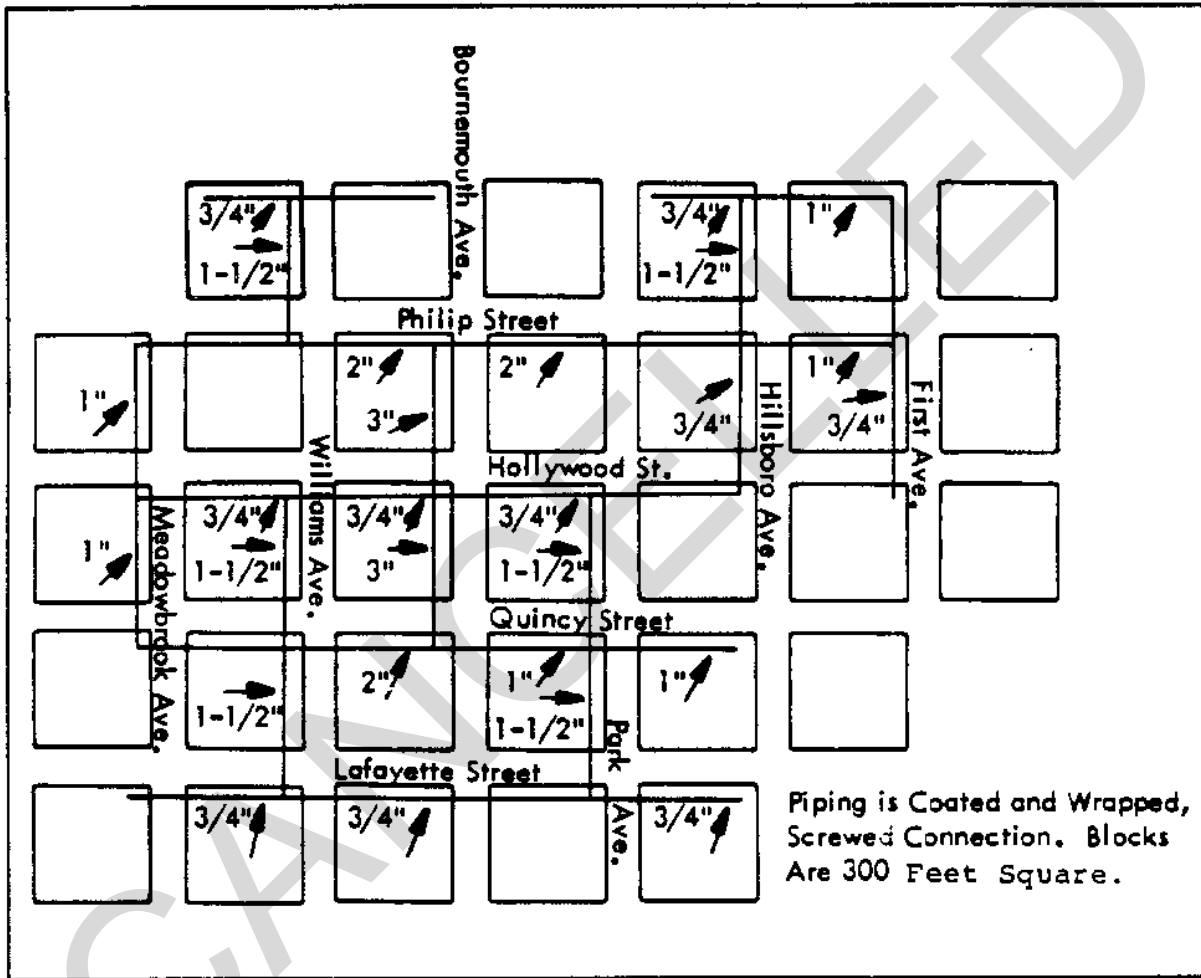 Bournemouth Ave.
3/4"
1-1/2"
3/4"
1-1/2"
1"
Philip Street
1"
2"
3"
2"
3/4"
Hillsboro Ave.
1"
3/4"
First Ave.
Williams Ave.
Hollywood St.
1"
Meadowbrook Ave.
3/4"
1-1/2"
3/4"
3"
3/4"
1-1/2"
Quincy Street
1-1/2"
2"
1"
1-1/2"
1"
Park Ave.
Lafayette Street
3/4"
3/4"
3/4"
Piping is Coated and Wrapped,
Screwed Connection. Blocks
Are 300 Feet Square.
CANCELLED